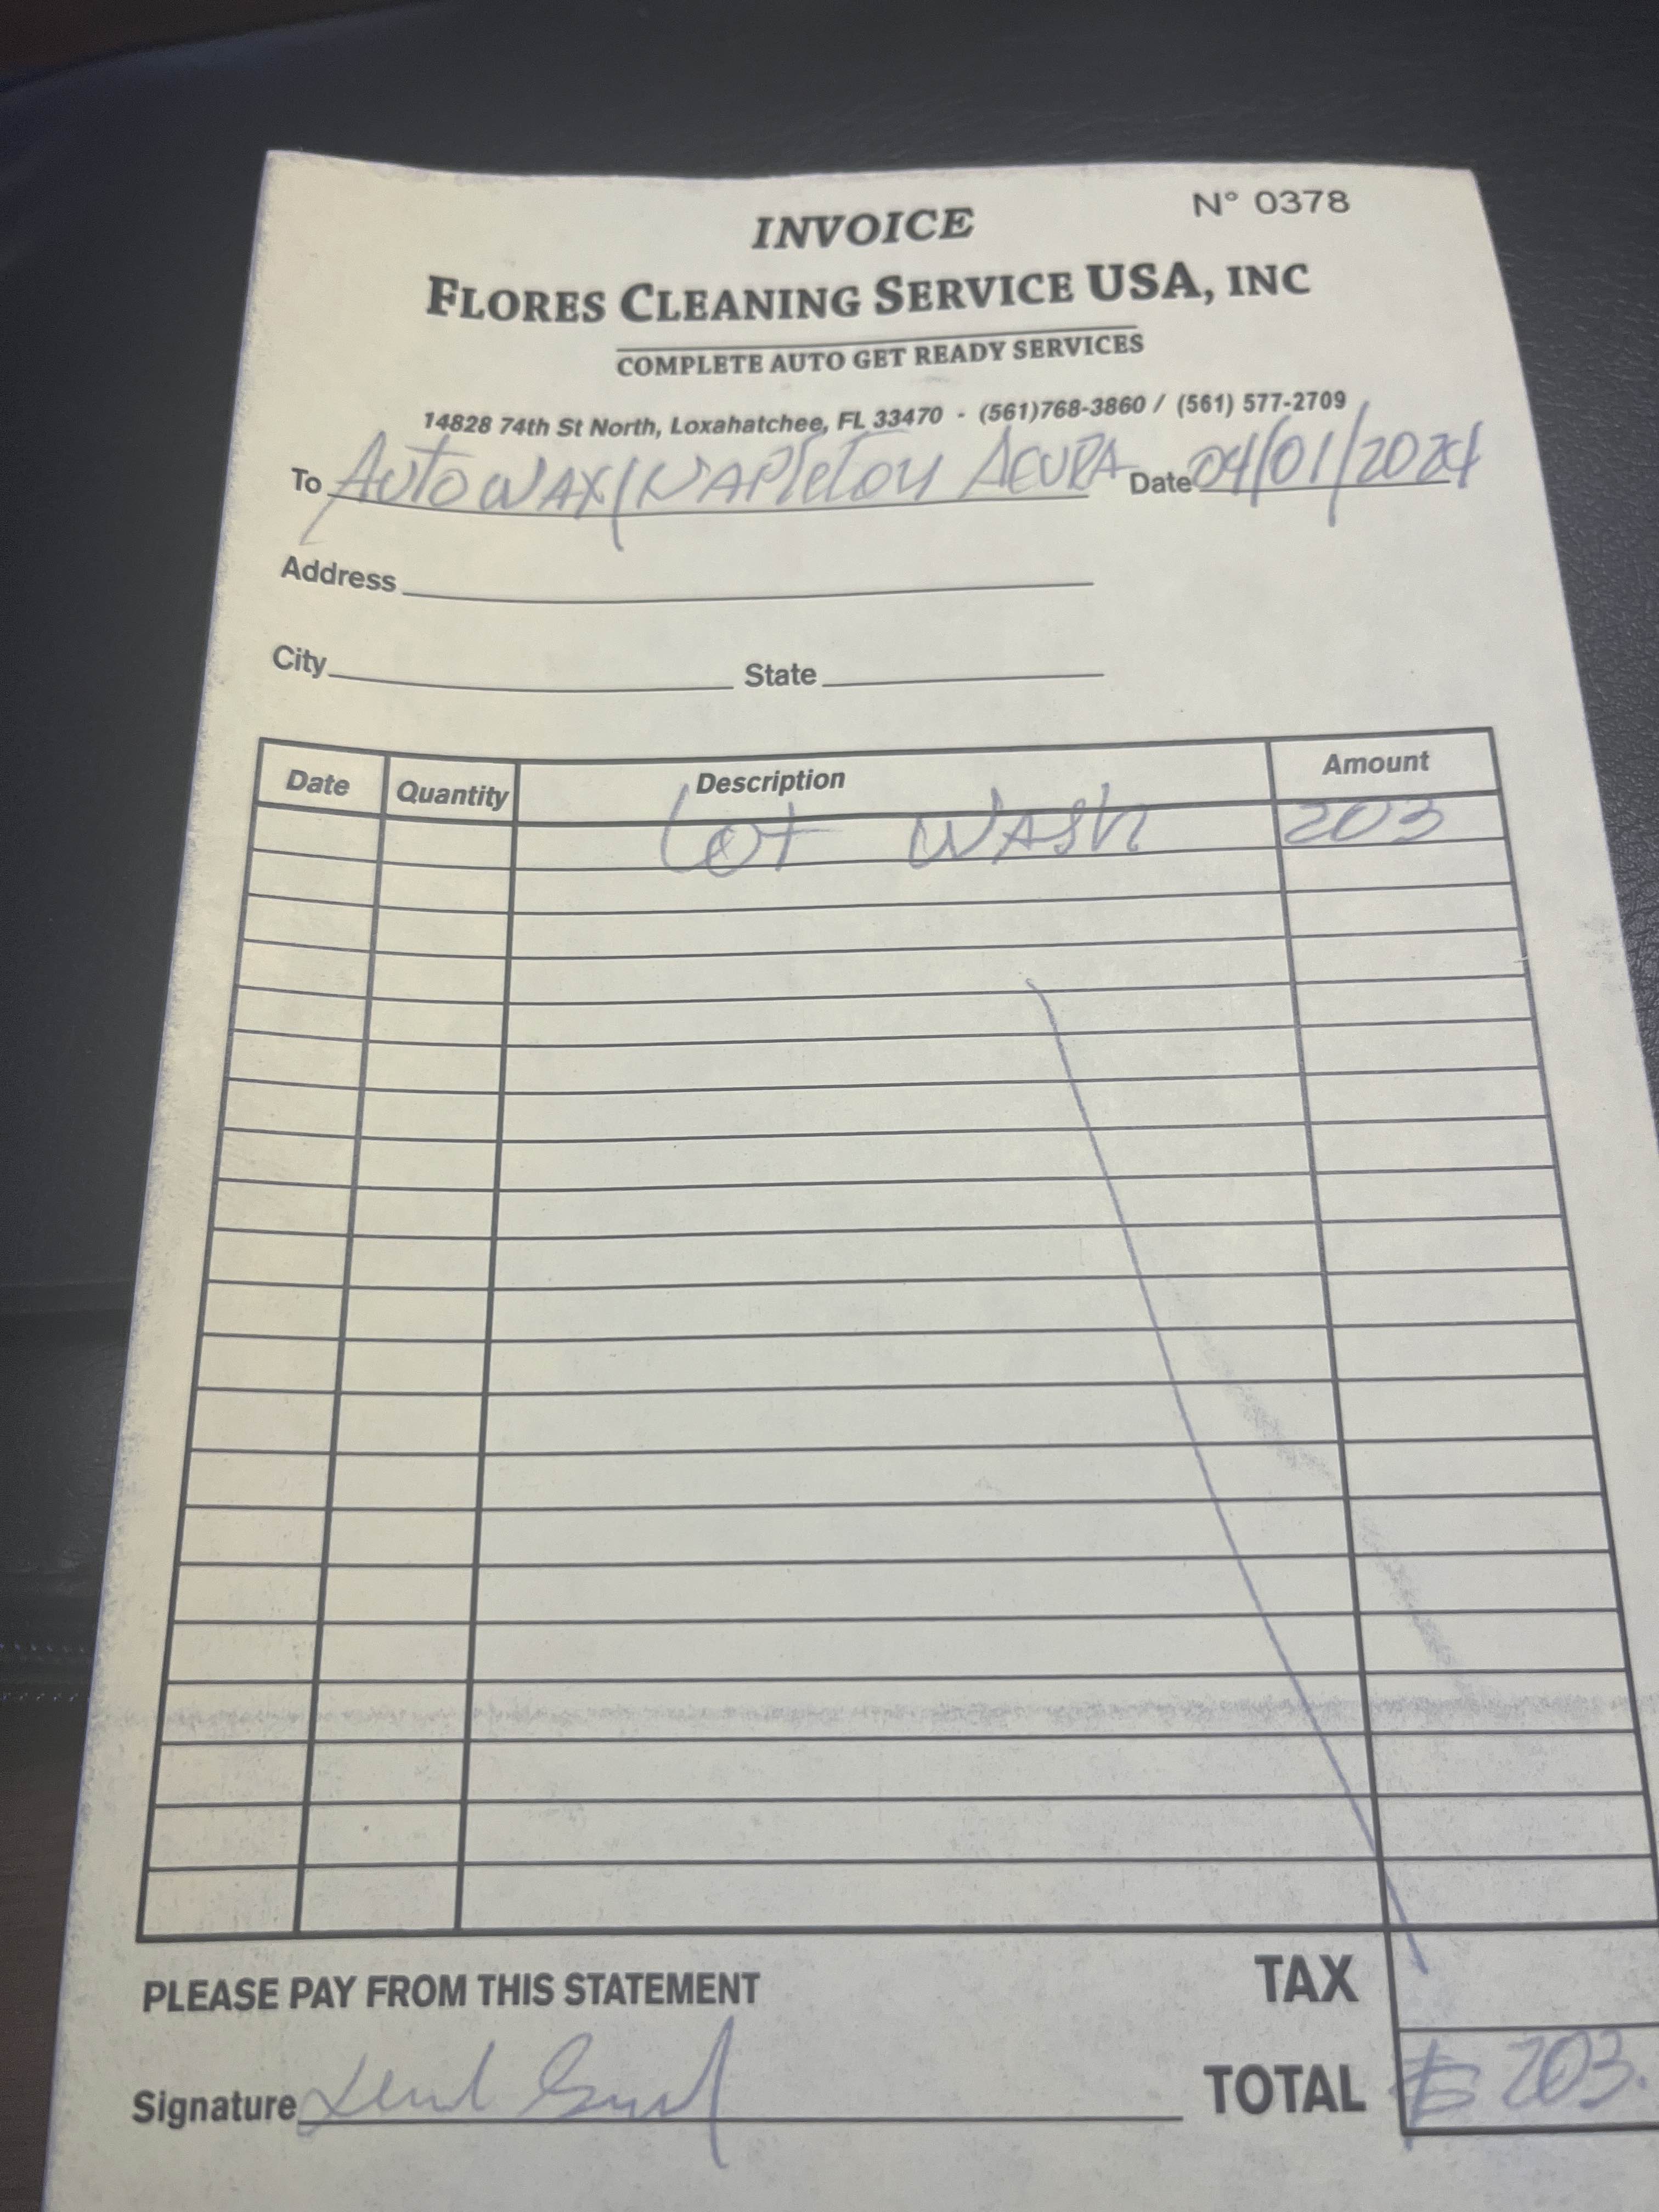 INVOICE
N° 0378
FLORES CLEANING SERVICE USA, INC
COMPLETE AUTO GET READY SERVICES
14828 74th St North, Loxahatchee, FL 33470 - (561)768-3860 / (561) 577-2709
To Auto WAX/NAPleTon ACURA Date 04/01/2024
Address
City State
Date Quantity Description Amount
Lot WASh 203
PLEASE PAY FROM THIS STATEMENT
TAX
Signature
TOTAL $ 203.